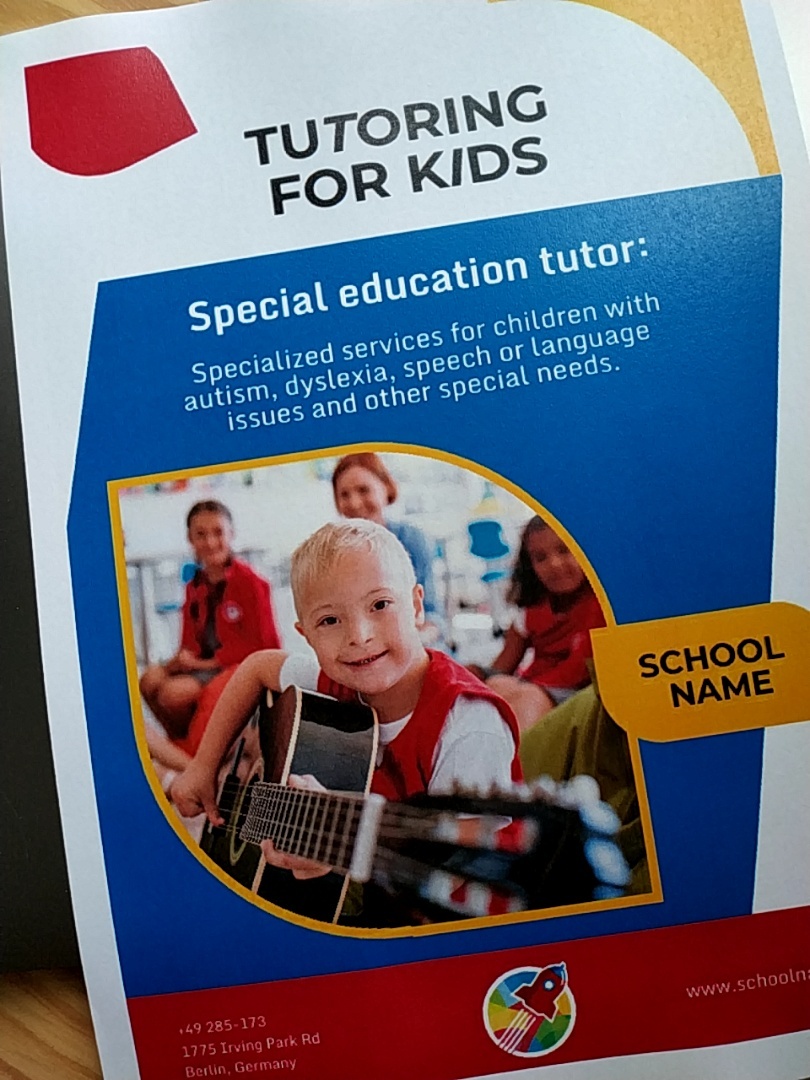 TUTORING
FOR KIDS
Special education tutor:
Specialized services for children with
autism, dyslexia, speech or language
issues and other special needs.
SCHOOL
NAME
+49 285-173
1775 Irving Park Rd
Berlin, Germany
www.schoolna